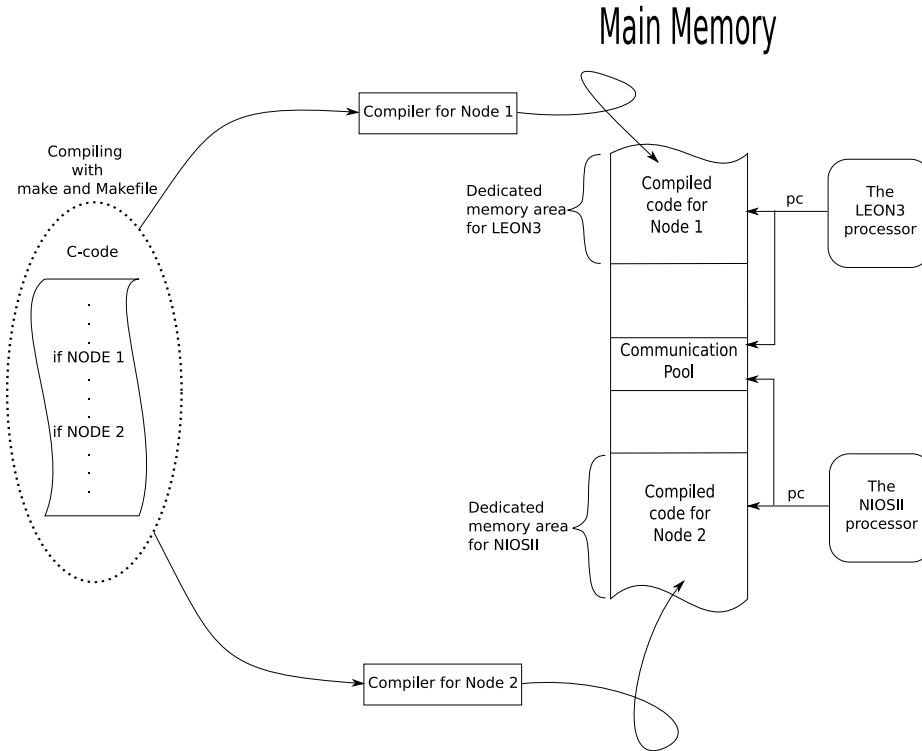 Main Memory
Compiler for Node 1
Compiling
with
make and Makefile
C-code
if NODE 1
if NODE 2
Dedicated
memory area
for LEON3
Compiled
code for
Node 1
pc
The
LEON3
processor
Communication
Pool
Dedicated
memory area
for NIOSII
Compiled
code for
Node 2
pc
The
NIOSII
processor
Compiler for Node 2